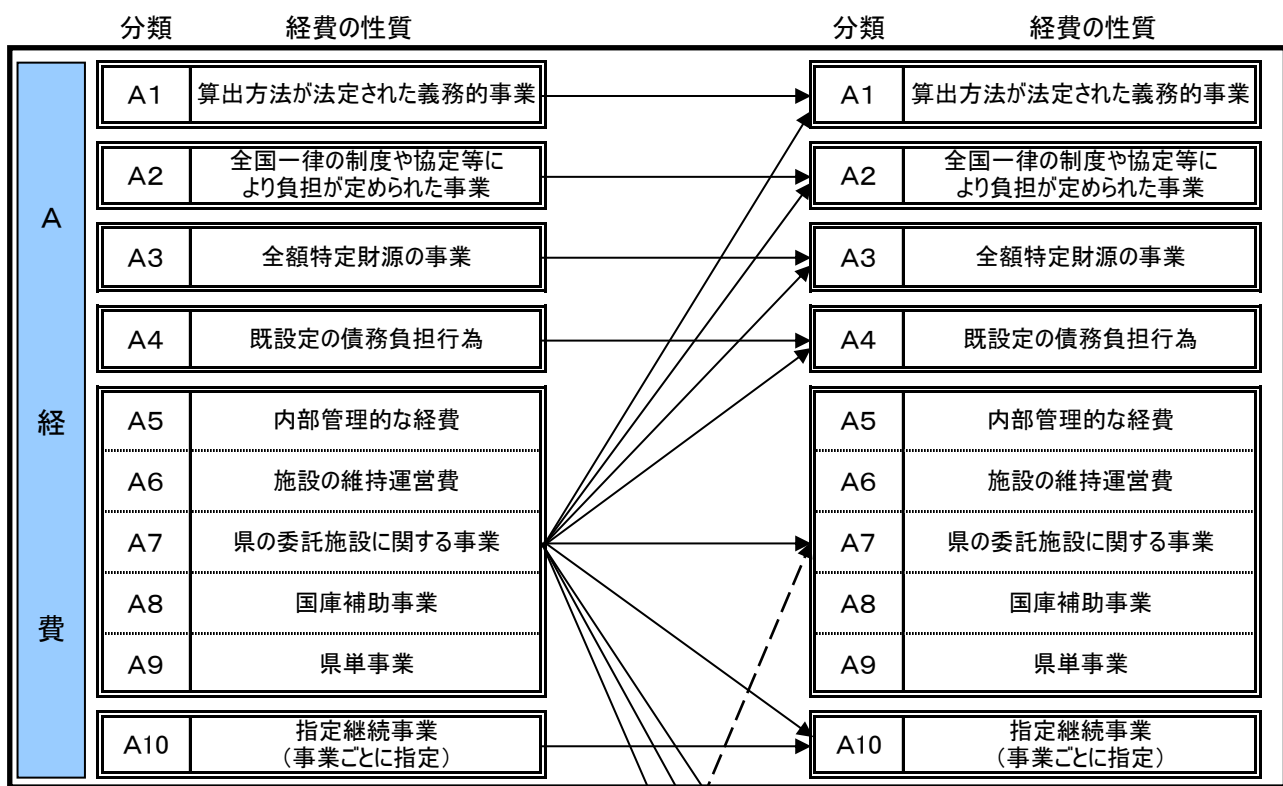 分類 経費の性質 分類 経費の性質
A
経
費
A1 算出方法が法定された義務的事業 A1 算出方法が法定された義務的事業
A2 全国一律の制度や協定等に
により負担が定められた事業 A2 全国一律の制度や協定等に
より負担が定められた事業
A3 全額特定財源の事業 A3 全額特定財源の事業
A4 既設定の債務負担行為 A4 既設定の債務負担行為
A5 内部管理的な経費 A5 内部管理的な経費
A6 施設の維持運営費 A6 施設の維持運営費
A7 県の委託施設に関する事業 A7 県の委託施設に関する事業
A8 国庫補助事業 A8 国庫補助事業
A9 県単事業 A9 県単事業
A10 指定継続事業
（事業ごとに指定） A10 指定継続事業
（事業ごとに指定）